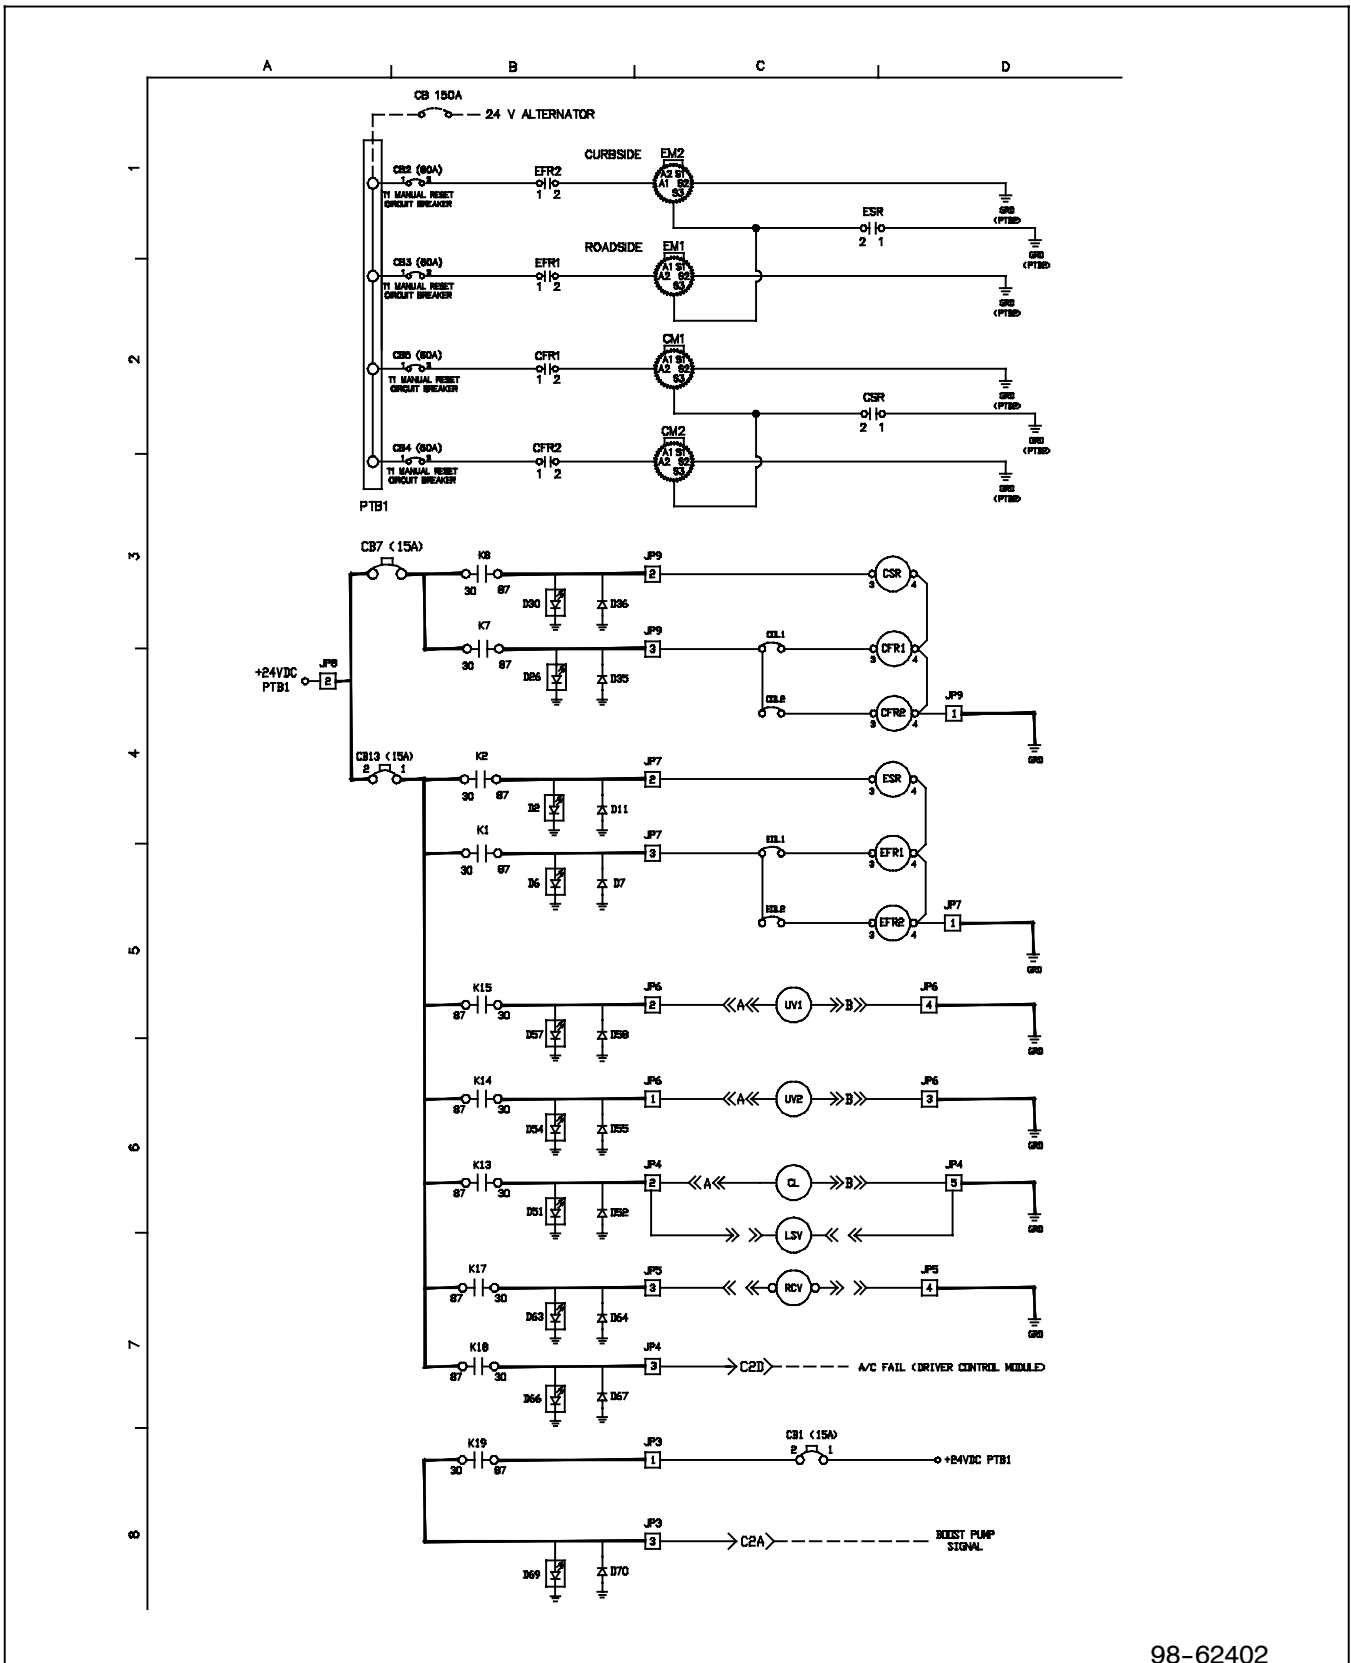 A B C D
CB 150A
24 V ALTERNATOR
1
CURBSIDE EM2
CB2 (60A) EFR2 A2 S1
1 2 1 2 A1 S2
S3
T1 MANUAL RESET
CIRCUIT BREAKER
GRD
(PTB2)
ESR
2 1
GRD
(PTB2)
ROADSIDE EM1
CB3 (60A) EFR1 A1 S1
1 2 1 2 A2 S2
S3
T1 MANUAL RESET
CIRCUIT BREAKER
GRD
(PTB2)
2
CM1
CB5 (60A) CFR1 A1 S1
1 2 1 2 A2 S2
S3
T1 MANUAL RESET
CIRCUIT BREAKER
GRD
(PTB2)
CSR
2 1
GRD
(PTB2)
CM2
CB4 (60A) CFR2 A1 S1
1 2 1 2 A2 S2
S3
T1 MANUAL RESET
CIRCUIT BREAKER
GRD
(PTB2)
PTB1
3
CB7 (15A) K8 JP9
30 87 2 3 CSR 4
D30 D36
K7 JP9
30 87 3 3 CFR1 4
D26 D35
+24VDC
PTB1
JP8
2
JP9
3 CFR2 4 1
GRD
4
CB13 (15A) K2 JP7
2 1 30 87 2 3 ESR 4
D2 D11
K1 JP7
30 87 3 3 EFR1 4
D6 D7
JP7
3 EFR2 4 1
GRD
5
K15 JP6 JP6
87 30 2 A UV1 B 4
D57 D58
GRD
K14 JP6 JP6
87 30 1 A UV2 B 3
D54 D55
GRD
6
K13 JP4 JP4
87 30 2 A CL B 5
D51 D52
GRD
LSV
K17 JP5 JP5
87 30 3 RCV 4
D63 D64
GRD
7
K18 JP4
87 30 3 C2D A/C FAIL (DRIVER CONTROL MODULE)
D66 D67
K19 JP3 CB1 (15A)
30 87 1 2 1 +24VDC PTB1
8
JP3
3 C2A BOOST PUMP
SIGNAL
D69 D70
98-62402